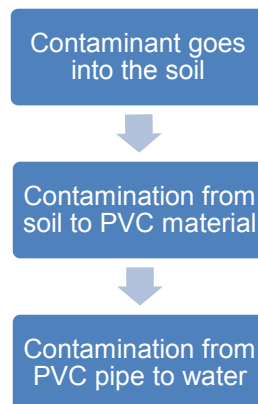 Contaminant goes
into the soil
Contamination from
soil to PVC material
Contamination from
PVC pipe to water